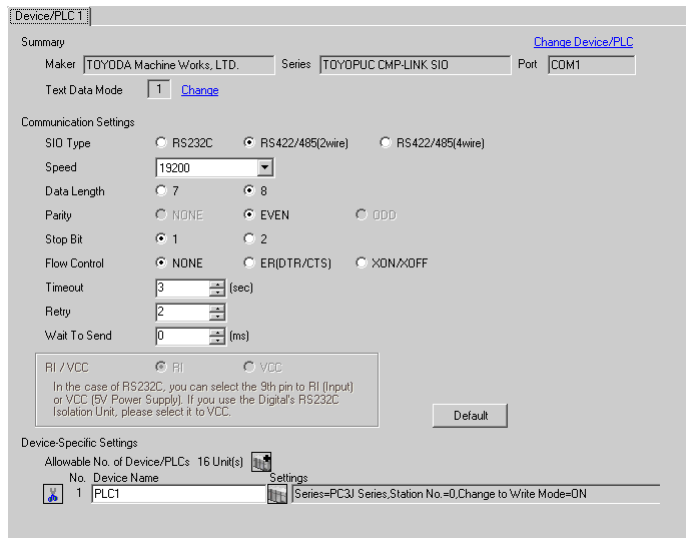 Device/PLC 1
Summary Change Device/PLC
Maker TOYODA Machine Works, LTD. Series TOYOPUC CMP-LINK SIO Port COM1
Text Data Mode 1 Change
Communication Settings
SIO Type RS232C RS422/485(2wire) RS422/485(4wire)
Speed 19200
Data Length 7 8
Parity NONE EVEN ODD
Stop Bit 1 2
Flow Control NONE ER(DTR/CTS) XON/XOFF
Timeout 3 (sec)
Retry 2
Wait To Send 0 (ms)
RI / VCC RI VCC
In the case of RS232C, you can select the 9th pin to RI (Input)
or VCC (5V Power Supply). If you use the Digital's RS232C
Isolation Unit, please select it to VCC.
Default
Device-Specific Settings
Allowable No. of Device/PLCs 16 Unit(s)
No. Device Name Settings
1 PLC1 Series=PC3J Series,Station No.=0,Change to Write Mode=ON